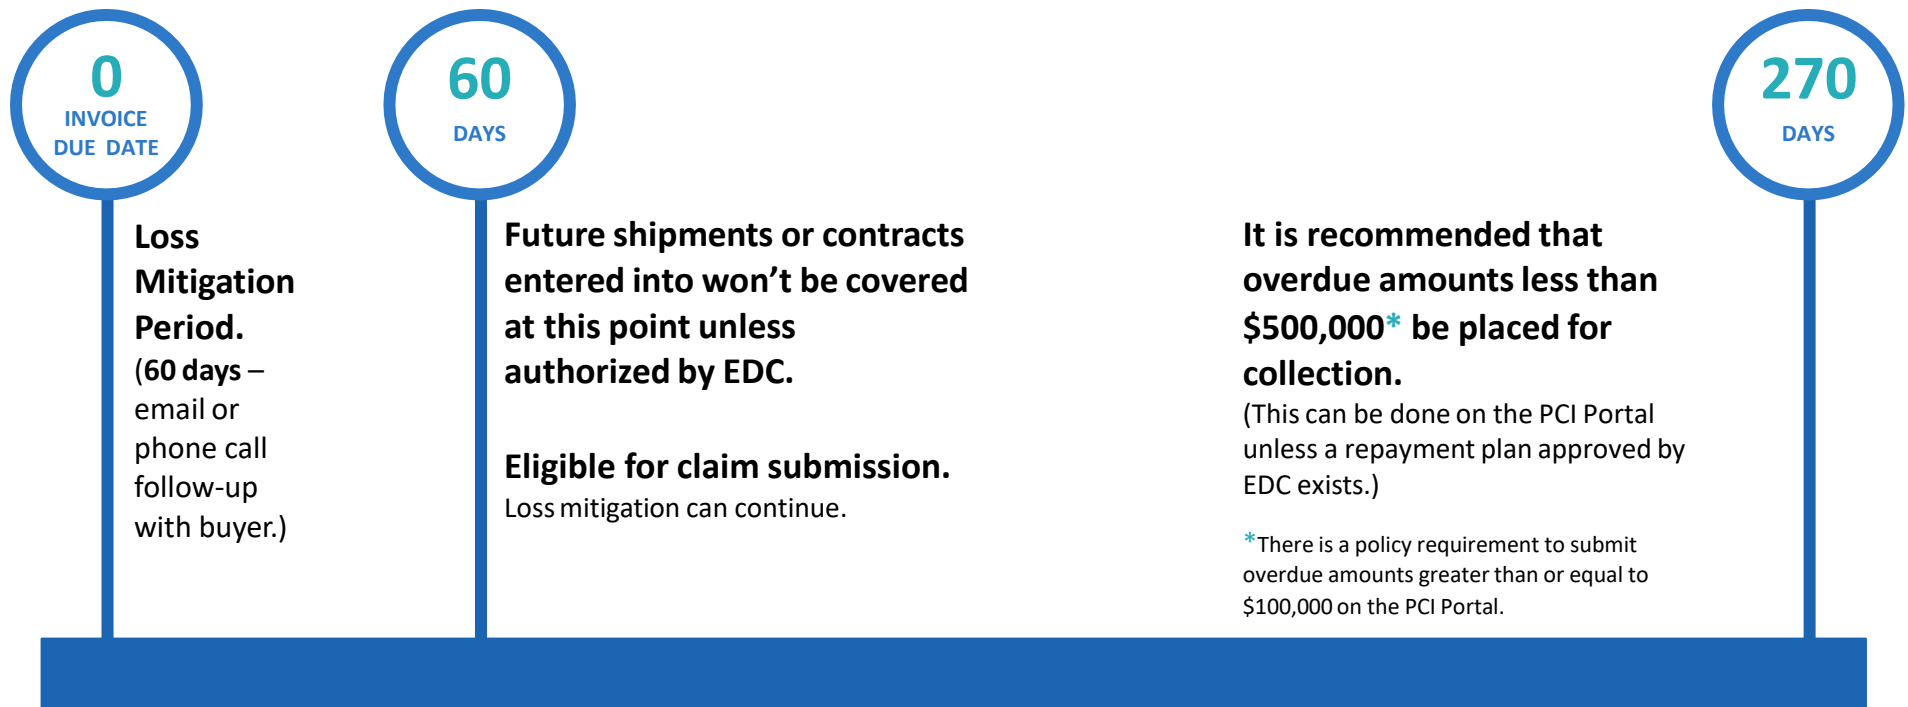 0
INVOICE
DUE DATE
60
DAYS
270
DAYS
Loss
Mitigation
Period.
(60 days –
email or
phone call
follow-up
with buyer.)
Future shipments or contracts
entered into won’t be covered
at this point unless
authorized by EDC.
Eligible for claim submission.
Loss mitigation can continue.
It is recommended that
overdue amounts less than
$500,000* be placed for
collection.
(This can be done on the PCI Portal
unless a repayment plan approved by
EDC exists.)
*There is a policy requirement to submit
overdue amounts greater than or equal to
$100,000 on the PCI Portal.